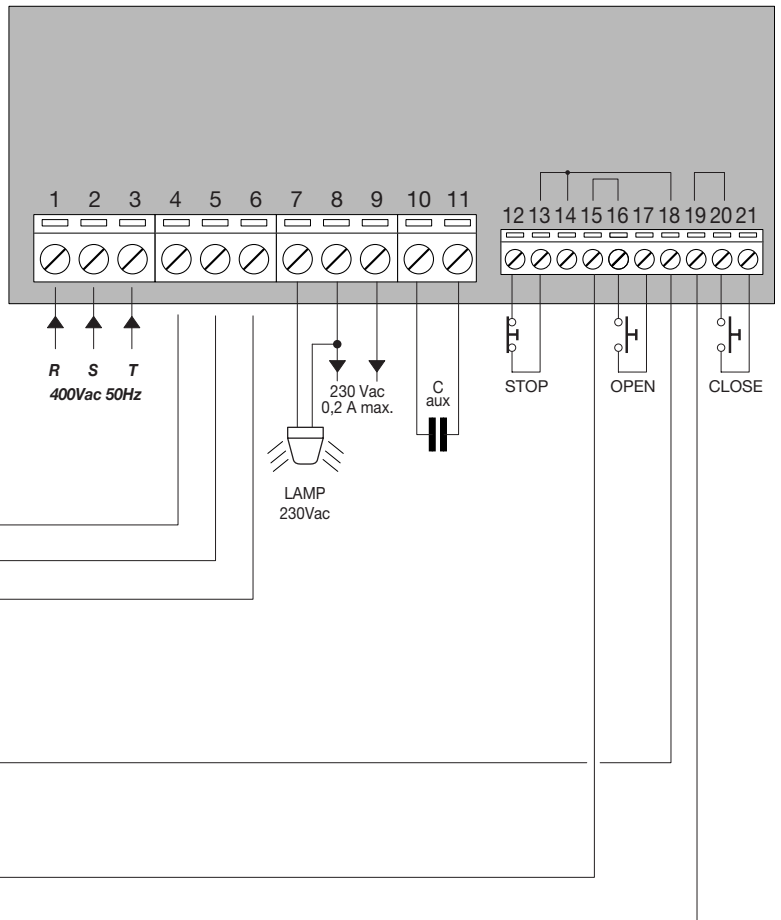 1 2 3 4 5 6 7 8 9 10 11
12 13 14 15 16 17 18 19 20 21
R S T
400Vac 50Hz
230 Vac
0,2 A max.
C
aux
STOP
OPEN
CLOSE
LAMP
230Vac